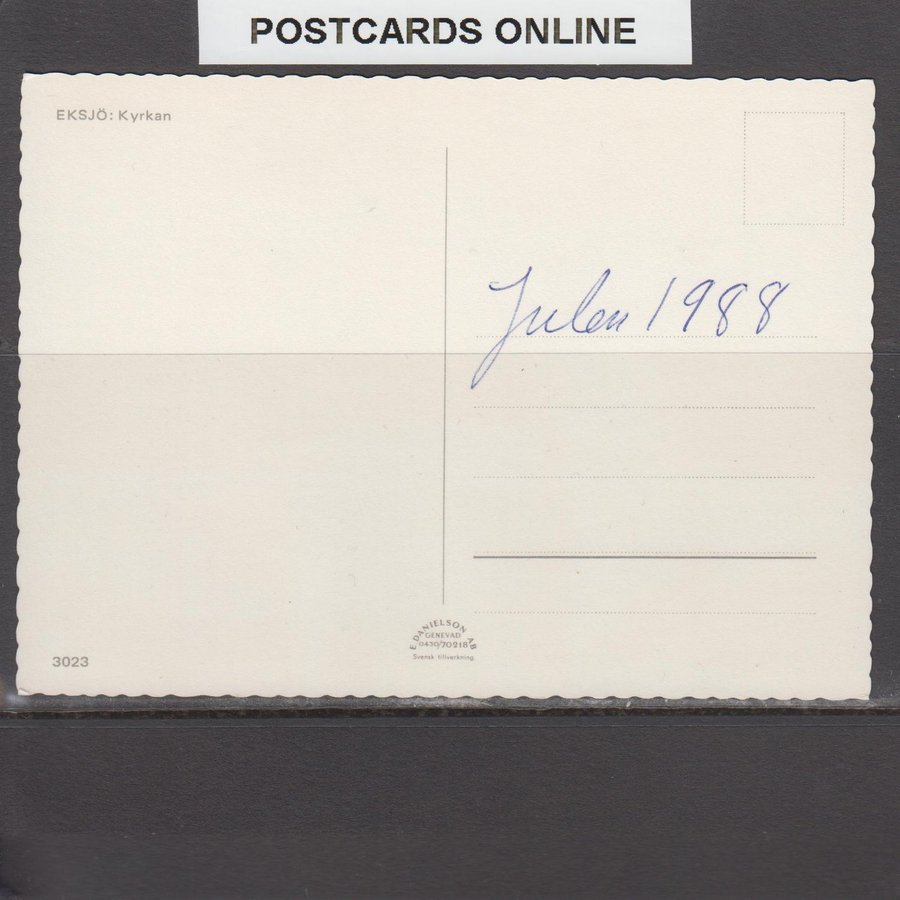 POSTCARDS ONLINE
EKSJÖ: Kyrkan
Julen 1988
E. DANIELSON AB
GENEVAD
0430/70218
Svensk tillverkning
3023